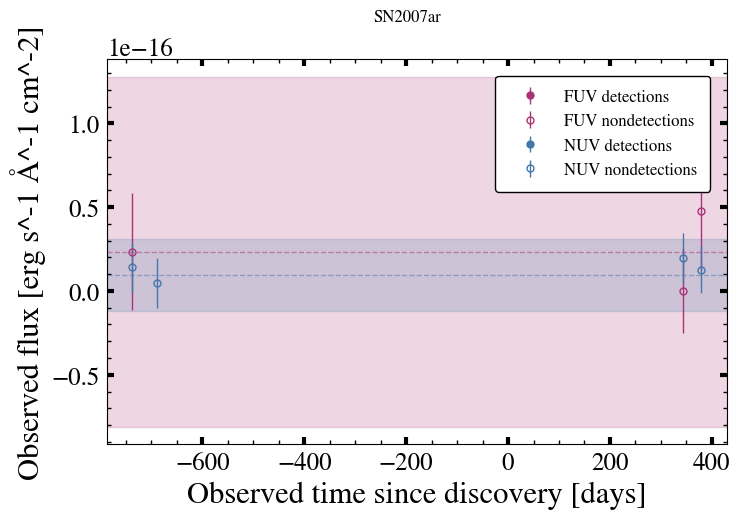 SN2007ar
1e−16
Observed flux [erg s^-1 Å^-1 cm^-2]
1.0
0.5
0.0
−0.5
FUV detections
FUV nondetections
NUV detections
NUV nondetections
−600 −400 −200 0 200 400
Observed time since discovery [days]